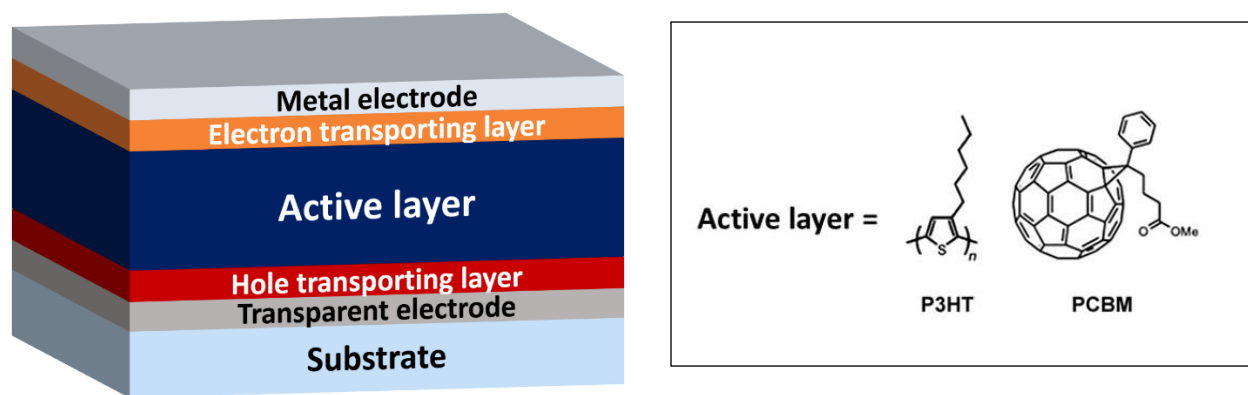 Metal electrode
Electron transporting layer
Active layer
Hole transporting layer
Transparent electrode
Substrate
Active layer =
S
n
O
OMe
P3HT
PCBM